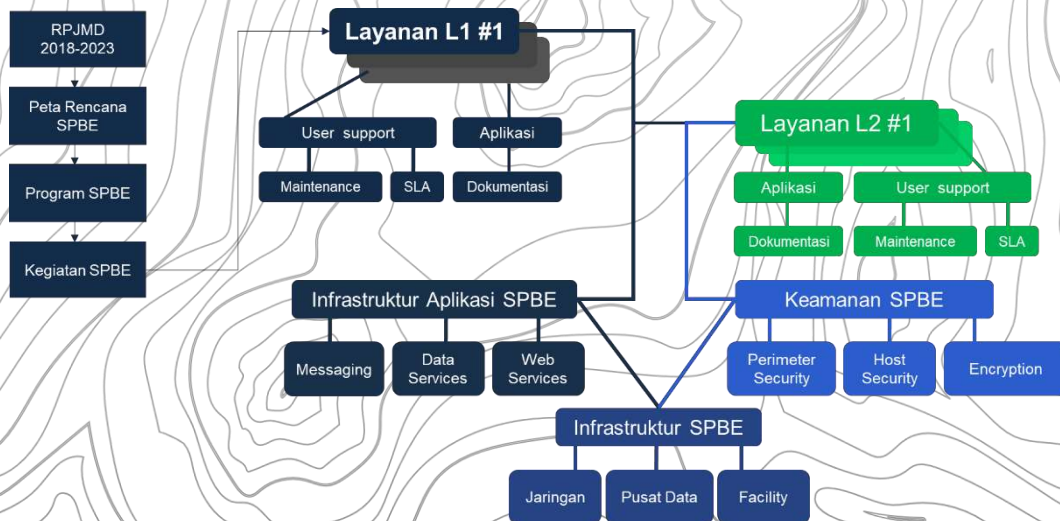 RPJMD
2018-2023
Peta Rencana
SPBE
Program SPBE
Kegiatan SPBE
Layanan L1 #1
User support
Aplikasi
Maintenance
SLA
Dokumentasi
Layanan L2 #1
Aplikasi
User support
Dokumentasi
Maintenance
SLA
Infrastruktur Aplikasi SPBE
Messaging
Data
Services
Web
Services
Keamanan SPBE
Perimeter
Security
Host
Security
Encryption
Infrastruktur SPBE
Jaringan
Pusat Data
Facility